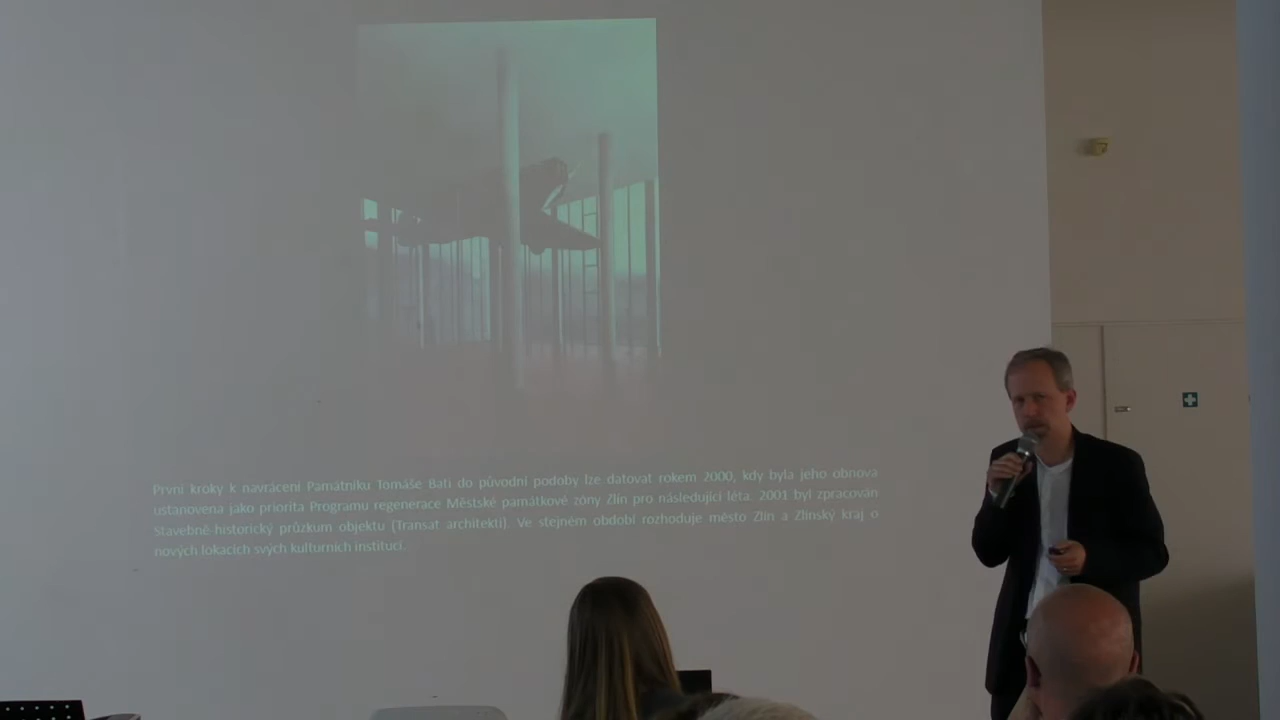 První kroky k navrácení Památníku Tomáše Bati do původní podoby lze datovat rokem 2000, kdy byla jeho obnova
ustanovena jako priorita Programu regenerace Městské památkové zóny Zlín pro následující léta. 2001 byl zpracován
Stavebně-historický průzkum objektu (Transat architekti). Ve stejném období rozhoduje město Zlín a Zlínský kraj o
nových lokacích svých kulturních institucí.